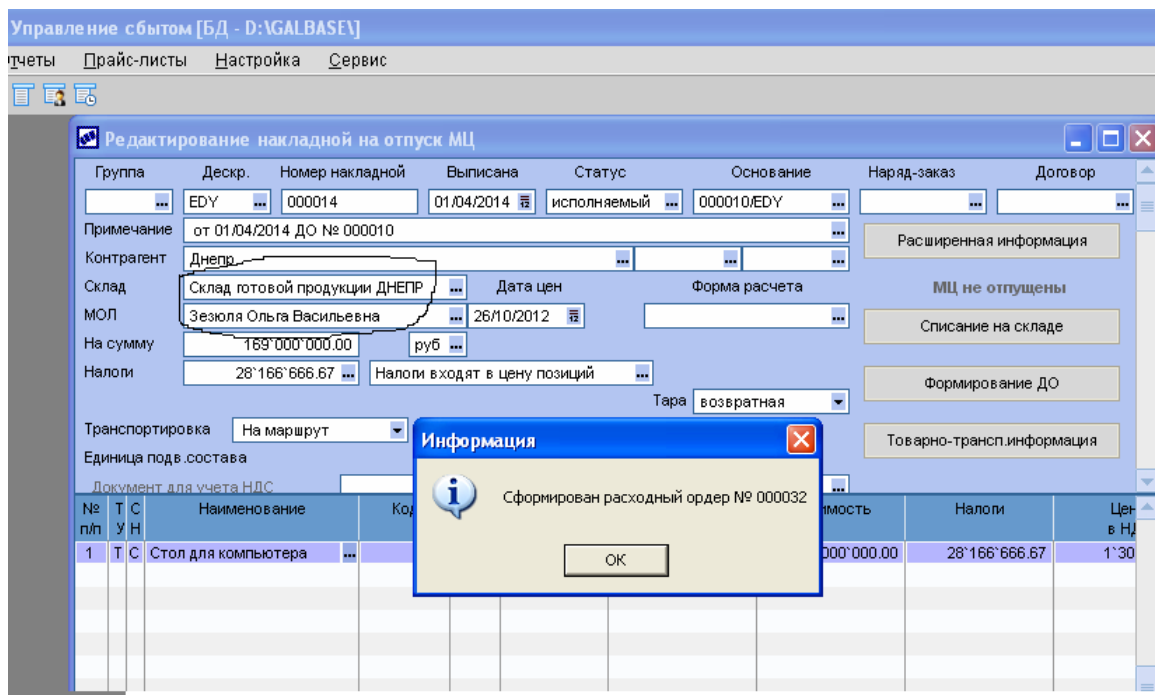 Управление сбытом [БД - D:\GALBASE\]
Прайс-листы Настройка Сервис
Редактирование накладной на отпуск МЦ
Группа Дескр. Номер накладной Выписана Статус Основание Наряд-заказ Договор
EDY 000014 01/04/2014 исполняемый 000010/EDY
Примечание от 01/04/2014 ДО № 000010
Расширенная информация
Контрагент Днепр
Склад Склад готовой продукции ДНЕПР Дата цен Форма расчета МЦ не отпущены
МОЛ Зезюля Ольга Васильевна 26/10/2012
Списание на складе
На сумму 169`000`000.00 руб
Налоги 28`166`666.67 Налоги входят в цену позиций
Формирование ДО
Тара возвратная
Транспортировка На маршрут
Товарно-трансп.информация
Единица подв.состава
Документ для учета НДС
Информация
Сформирован расходный ордер № 000032
ОК
№ п/п Т У С Н Наименование Налоги
1 Т С Стол для компьютера 000`000.00 28`166`666.67 1`30